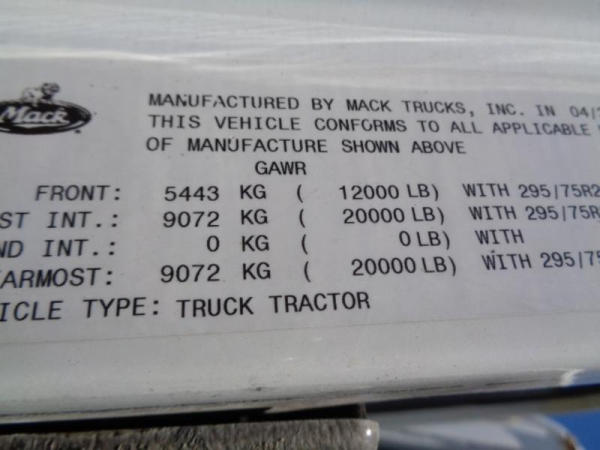 Mack
MANUFACTURED BY MACK TRUCKS, INC. IN 04/
THIS VEHICLE CONFORMS TO ALL APPLICABLE
OF MANUFACTURE SHOWN ABOVE
GAWR
FRONT: 5443 KG ( 12000 LB) WITH 295/75R2
ST INT.: 9072 KG ( 20000 LB) WITH 295/75R
ND INT.: 0 KG ( 0 LB) WITH
ARMOST: 9072 KG ( 20000 LB) WITH 295/75
ICLE TYPE: TRUCK TRACTOR